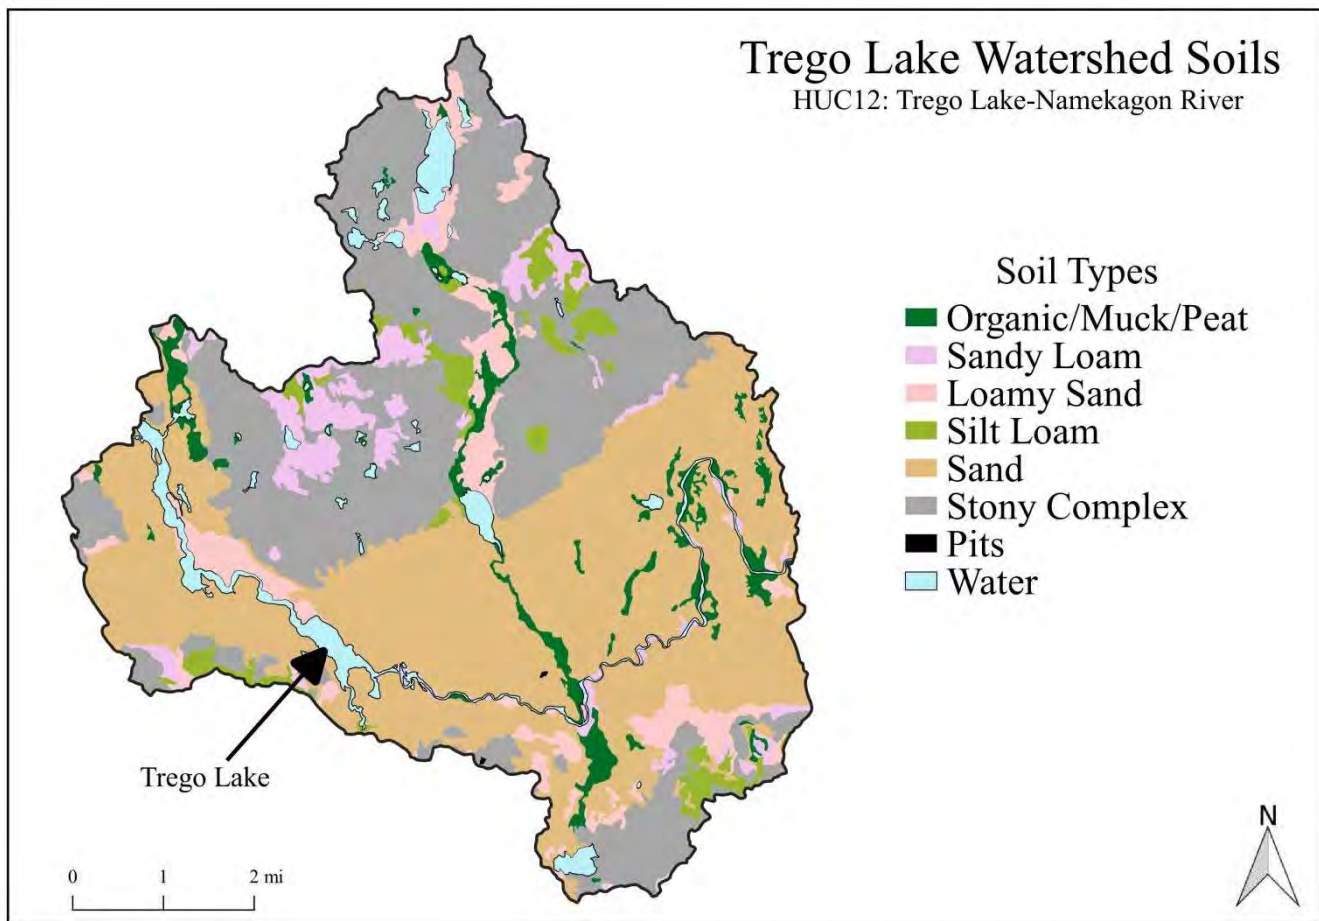 Trego Lake Watershed Soils
HUC12: Trego Lake-Namekagon River
Soil Types
Organic/Muck/Peat
Sandy Loam
Loamy Sand
Silt Loam
Sand
Stony Complex
Pits
Water
Trego Lake
0 1 2 mi
N